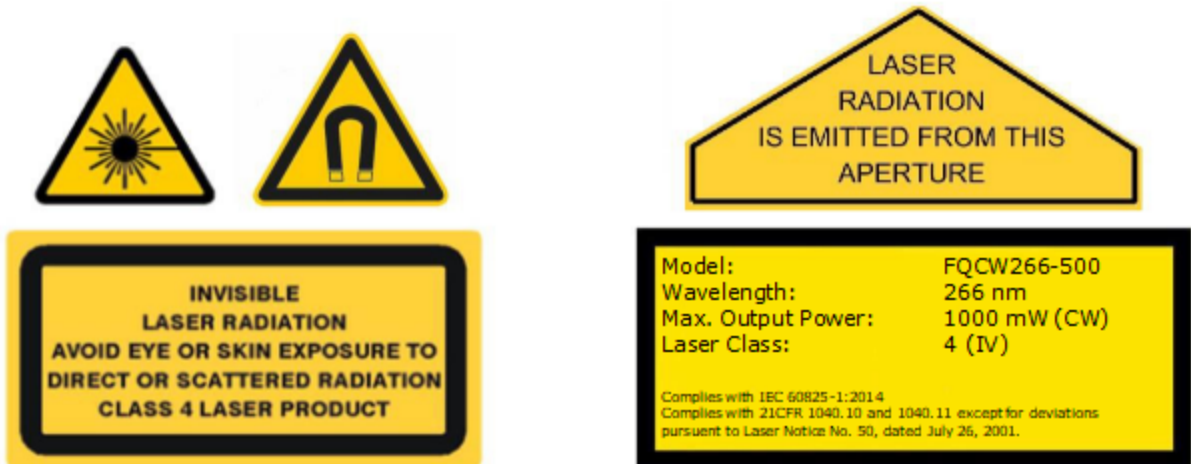 LASER
RADIATION
IS EMITTED FROM THIS
APERTURE
INVISIBLE
LASER RADIATION
AVOID EYE OR SKIN EXPOSURE TO
DIRECT OR SCATTERED RADIATION
CLASS 4 LASER PRODUCT
Model: FQCW266-500
Wavelength: 266 nm
Max. Output Power: 1000 mW (CW)
Laser Class: 4 (IV)
Complies with IEC 60825-1:2014
Complies with 21CFR 1040.10 and 1040.11 except for deviations
pursuant to Laser Notice No. 50, dated July 26, 2001.